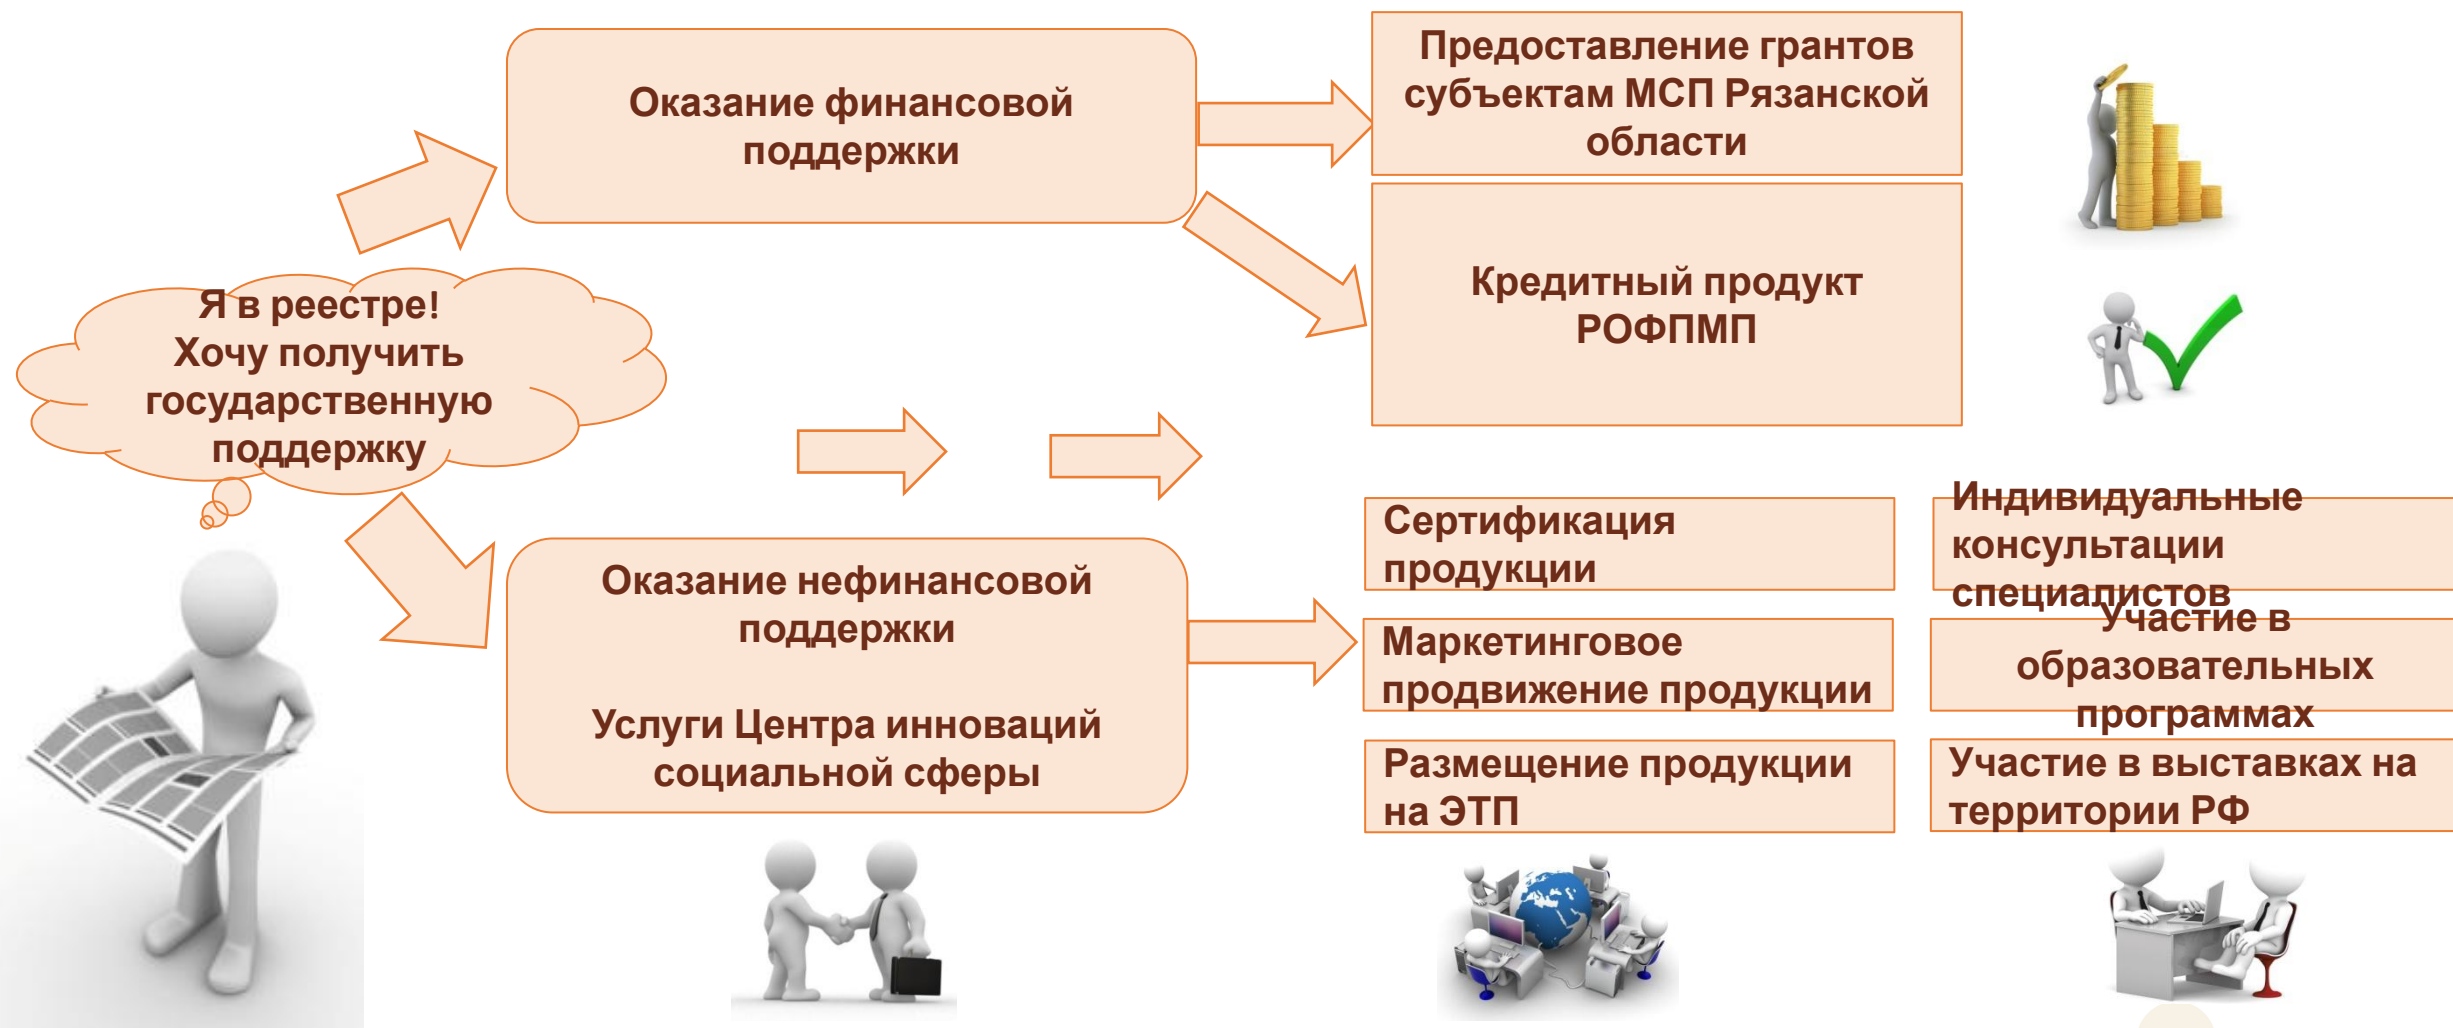 Оказание финансовой
поддержки
Предоставление грантов
субъектам МСП Рязанской
области
Кредитный продукт
РОФПМП
Я в реестре!
Хочу получить
государственную
поддержку
Оказание нефинансовой
поддержки
Услуги Центра инноваций
социальной сферы
Сертификация
продукции
Индивидуальные
консультации
специалистов
Маркетинговое
продвижение продукции
Участие в
образовательных
программах
Размещение продукции
на ЭТП
Участие в выставках на
территории РФ